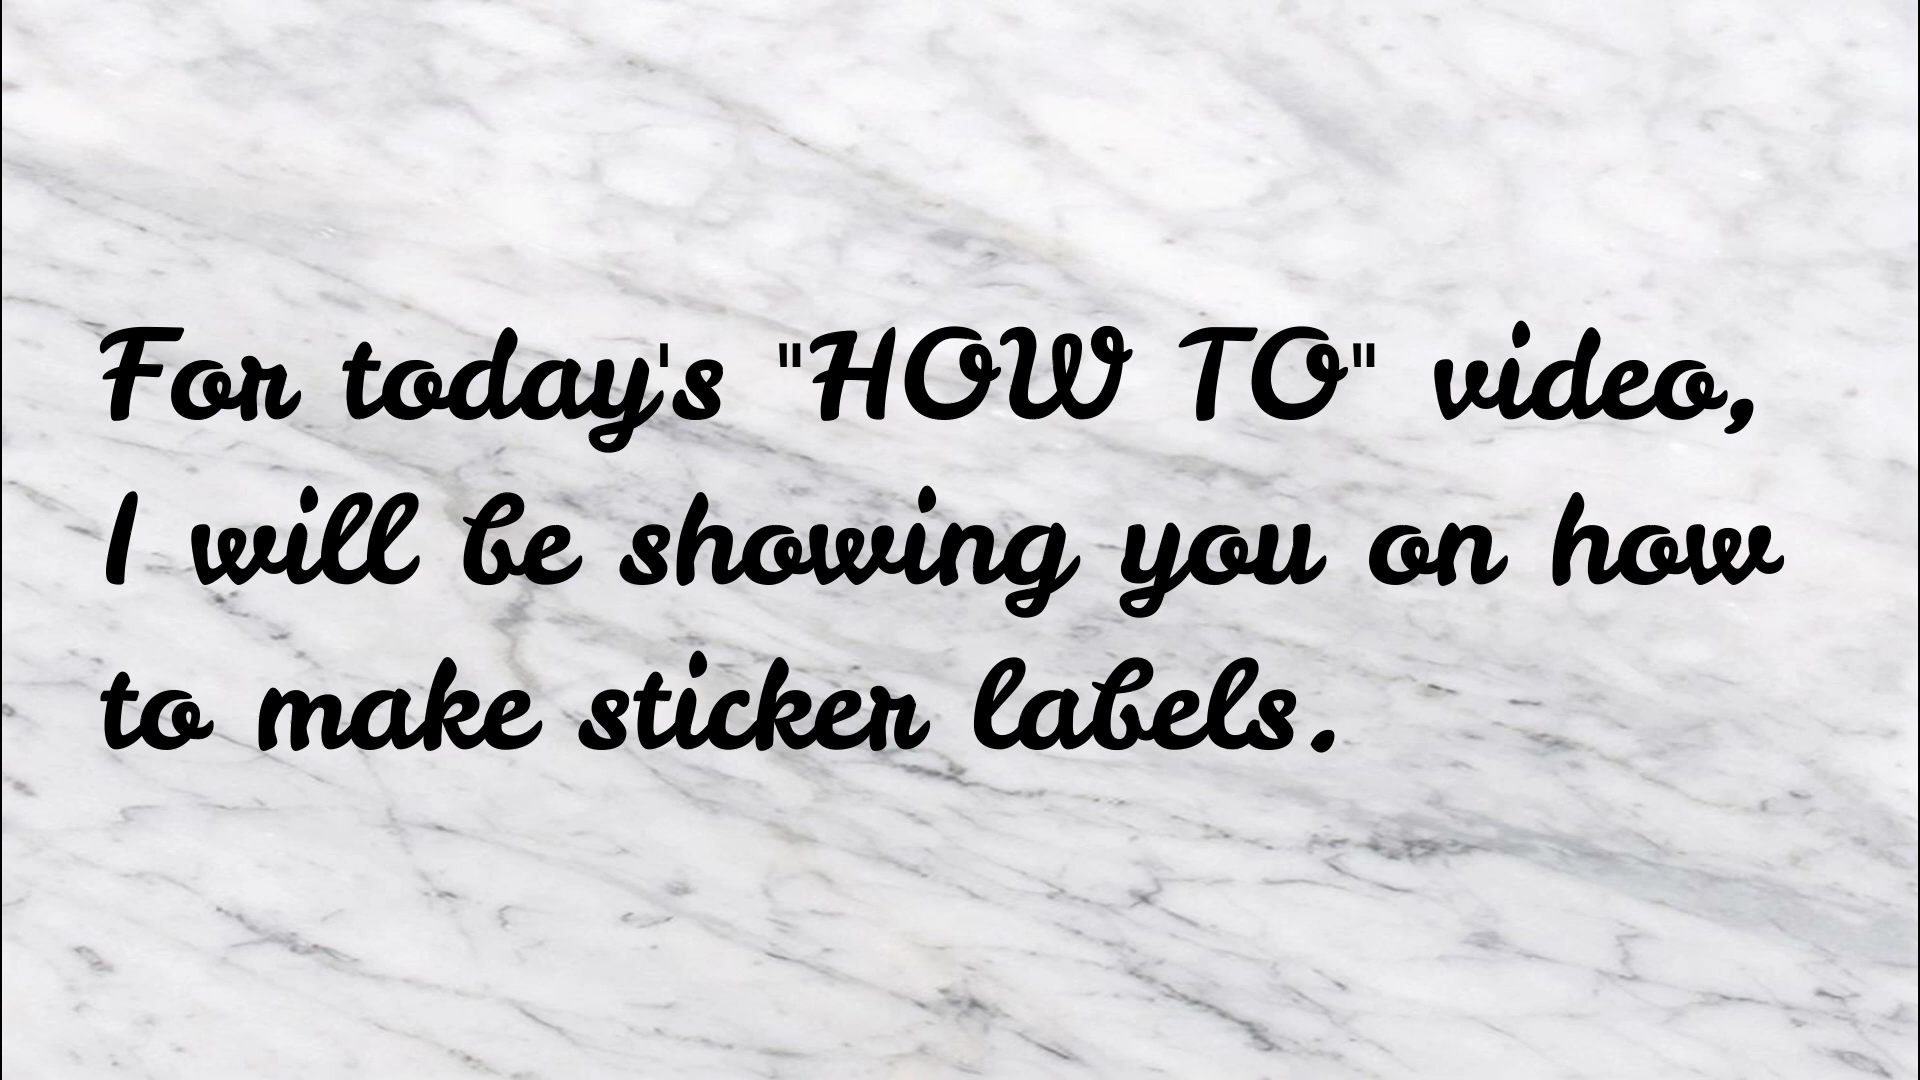 For today's "HOW TO" video,
I will be showing you on how
to make sticker labels.